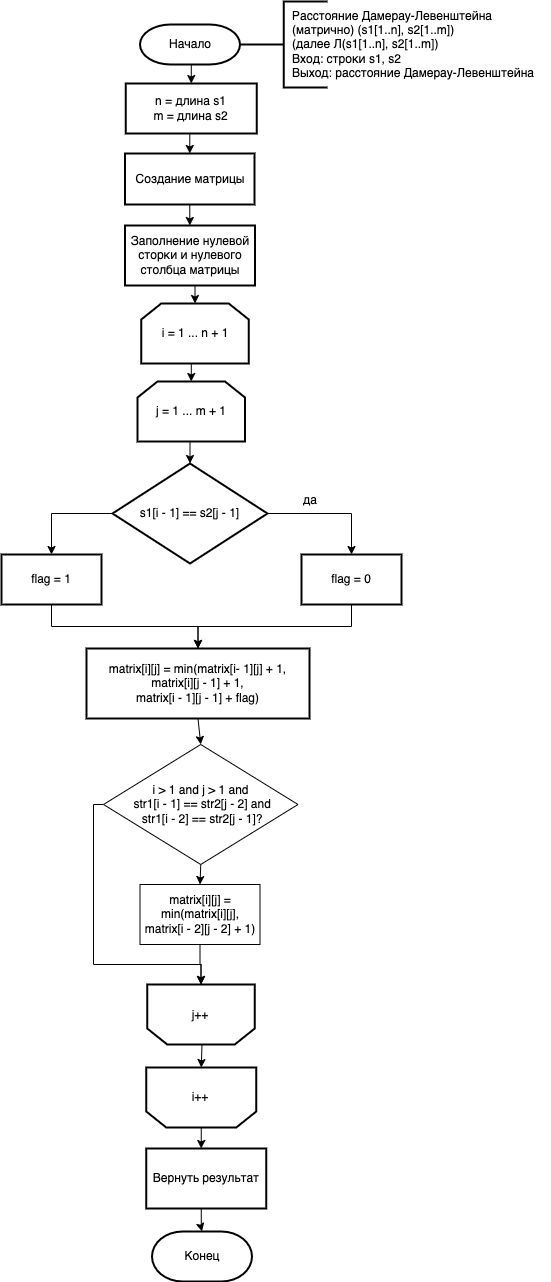 Начало
Расстояние Дамерау-Левенштейна
(матрично) (s1[1..n], s2[1..m])
(далее Л(s1[1..n], s2[1..m])
Вход: строки s1, s2
Выход: расстояние Дамерау-Левенштейна
n = длина s1
m = длина s2
Создание матрицы
Заполнение нулевой
сторки и нулевого
столбца матрицы
i = 1 ... n + 1
j = 1 ... m + 1
s1[i - 1] == s2[j - 1]
да
flag = 1
flag = 0
matrix[i][j] = min(matrix[i- 1][j] + 1,
matrix[i][j - 1] + 1,
matrix[i - 1][j - 1] + flag)
i > 1 and j > 1 and
str1[i - 1] == str2[j - 2] and
str1[i - 2] == str2[j - 1]?
matrix[i][j] =
min(matrix[i][j],
matrix[i - 2][j - 2] + 1)
j++
i++
Вернуть результат
Конец